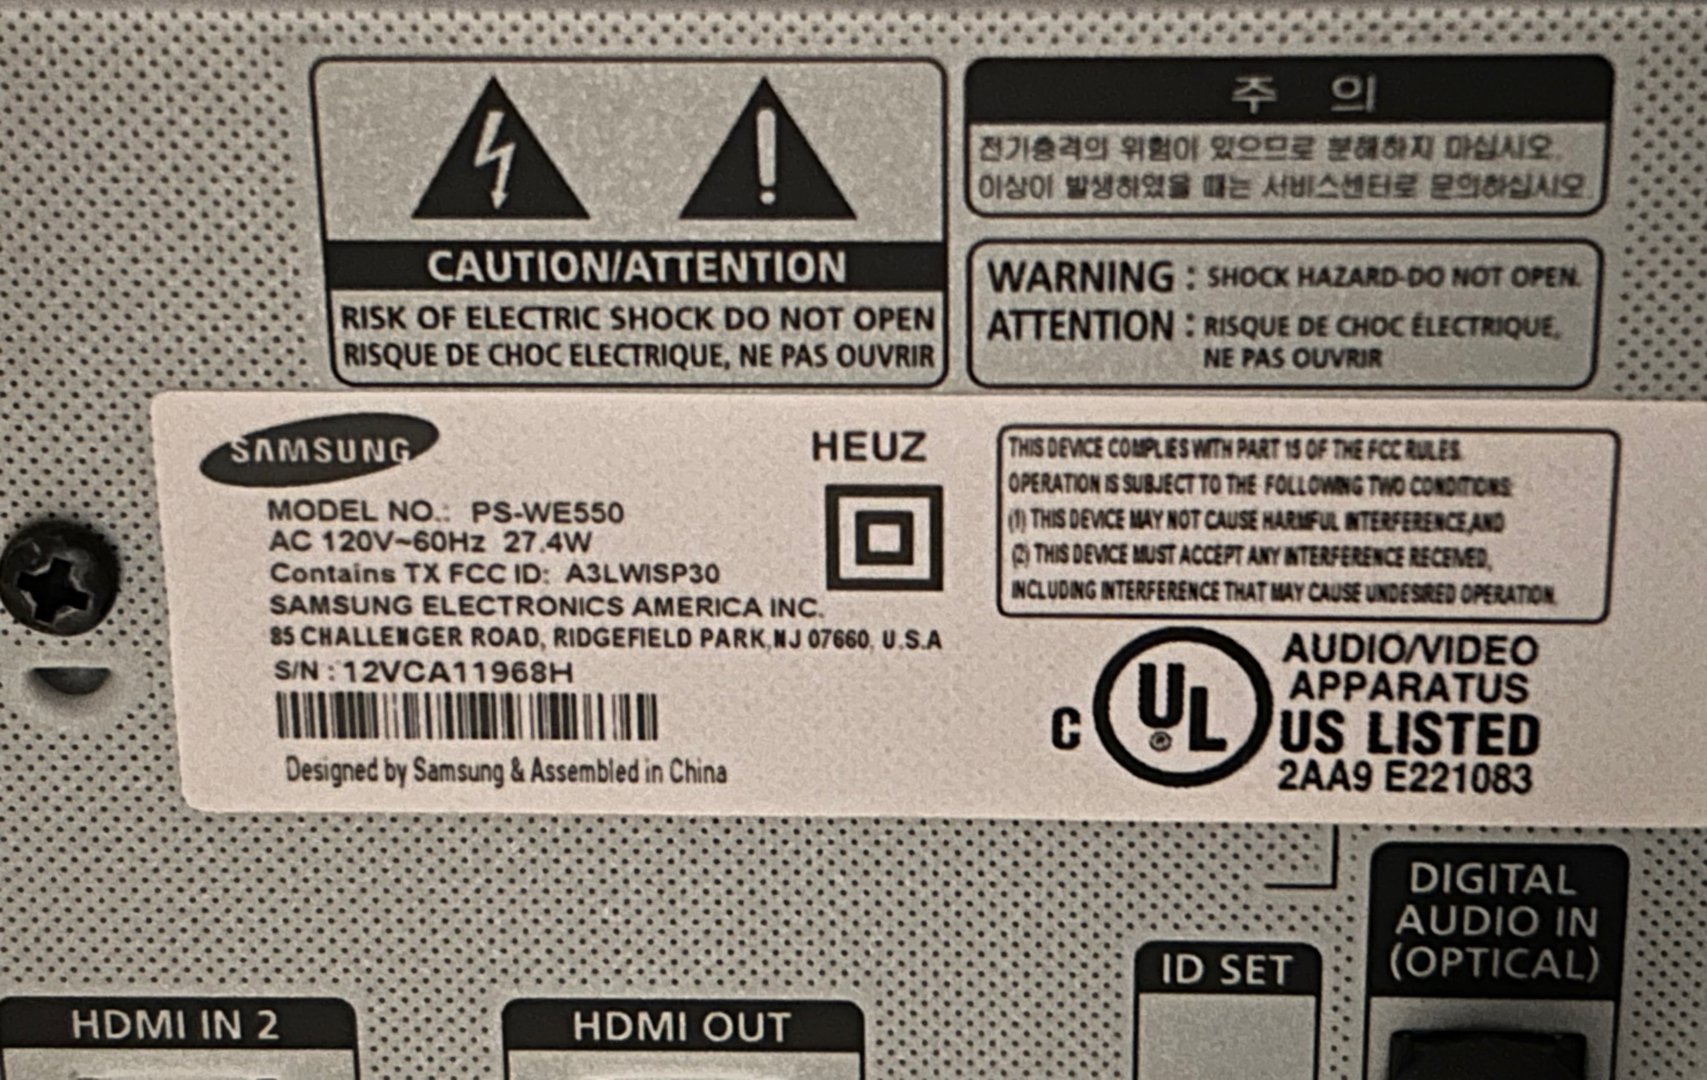 CAUTION/ATTENTION
RISK OF ELECTRIC SHOCK DO NOT OPEN
RISQUE DE CHOC ELECTRIQUE, NE PAS OUVRIR
주 의
전기충격의 위험이 있으므로 분해하지 마십시오.
이상이 발생하였을 때는 서비스센터로 문의하십시오
WARNING : SHOCK HAZARD-DO NOT OPEN.
ATTENTION : RISQUE DE CHOC ÉLECTRIQUE,
NE PAS OUVRIR
SAMSUNG
HEUZ
MODEL NO.: PS-WE550
AC 120V~60Hz 27.4W
Contains TX FCC ID: A3LWISP30
SAMSUNG ELECTRONICS AMERICA INC.
85 CHALLENGER ROAD, RIDGEFIELD PARK,NJ 07660, U.S.A
S/N : 12VCA11968H
Designed by Samsung & Assembled in China
THIS DEVICE COMPLIES WITH PART 15 OF THE FCC RULES.
OPERATION IS SUBJECT TO THE FOLLOWING TWO CONDITIONS:
(1) THIS DEVICE MAY NOT CAUSE HARMFUL INTERFERENCE,AND
(2) THIS DEVICE MUST ACCEPT ANY INTERFERENCE RECEIVED,
INCLUDING INTERFERENCE THAT MAY CAUSE UNDESIRED OPERATION.
C UL ®
AUDIO/VIDEO
APPARATUS
US LISTED
2AA9 E221083
DIGITAL
AUDIO IN
(OPTICAL)
ID SET
HDMI IN 2
HDMI OUT